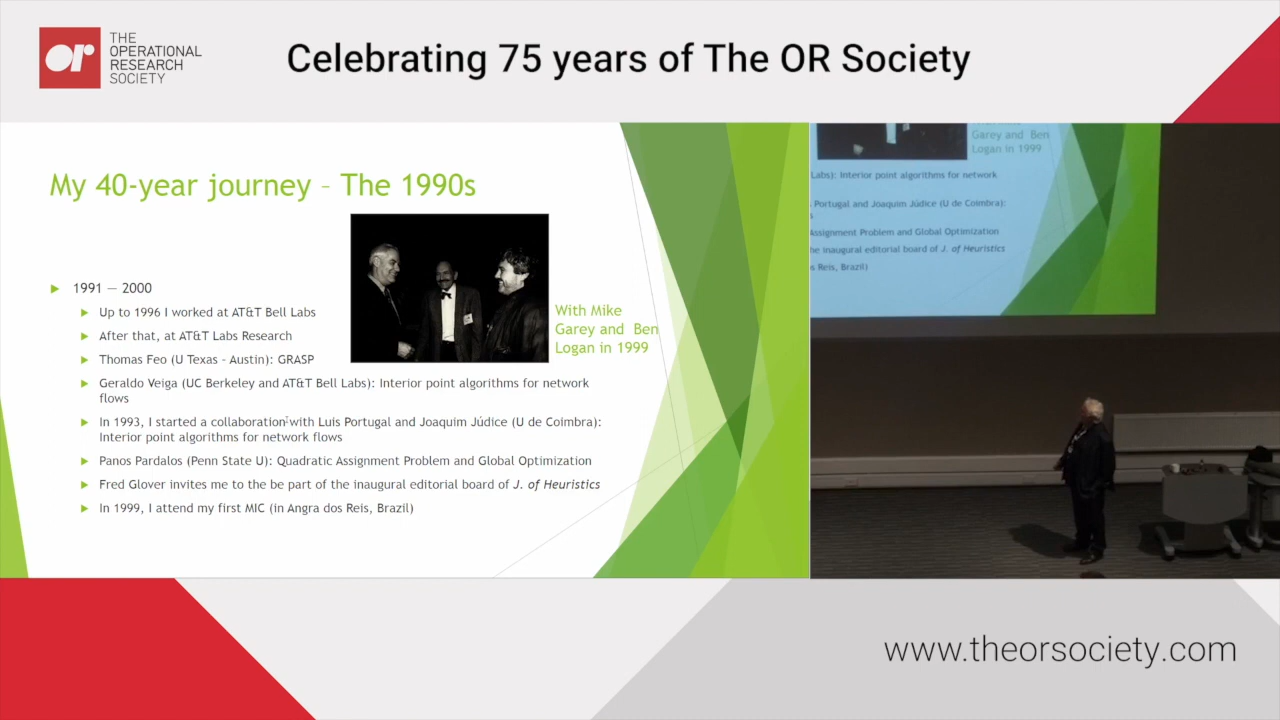 or
THE
OPERATIONAL
RESEARCH
SOCIETY
Celebrating 75 years of The OR Society
My 40-year journey – The 1990s
With Mike
Garey and Ben
Logan in 1999
1991 — 2000
Up to 1996 I worked at AT&T Bell Labs
After that, at AT&T Labs Research
Thomas Feo (U Texas – Austin): GRASP
Geraldo Veiga (UC Berkeley and AT&T Bell Labs): Interior point algorithms for network
flows
In 1993, I started a collaboration with Luis Portugal and Joaquim Júdice (U de Coimbra):
Interior point algorithms for network flows
Panos Pardalos (Penn State U): Quadratic Assignment Problem and Global Optimization
Fred Glover invites me to the be part of the inaugural editorial board of J. of Heuristics
In 1999, I attend my first MIC (in Angra dos Reis, Brazil)
Garey and Ben
Logan in 1999
Labs): Interior point algorithms for network
Portugal and Joaquim Júdice (U de Coimbra):
s
Assignment Problem and Global Optimization
he inaugural editorial board of J. of Heuristics
s Reis, Brazil)
www.theorsociety.com